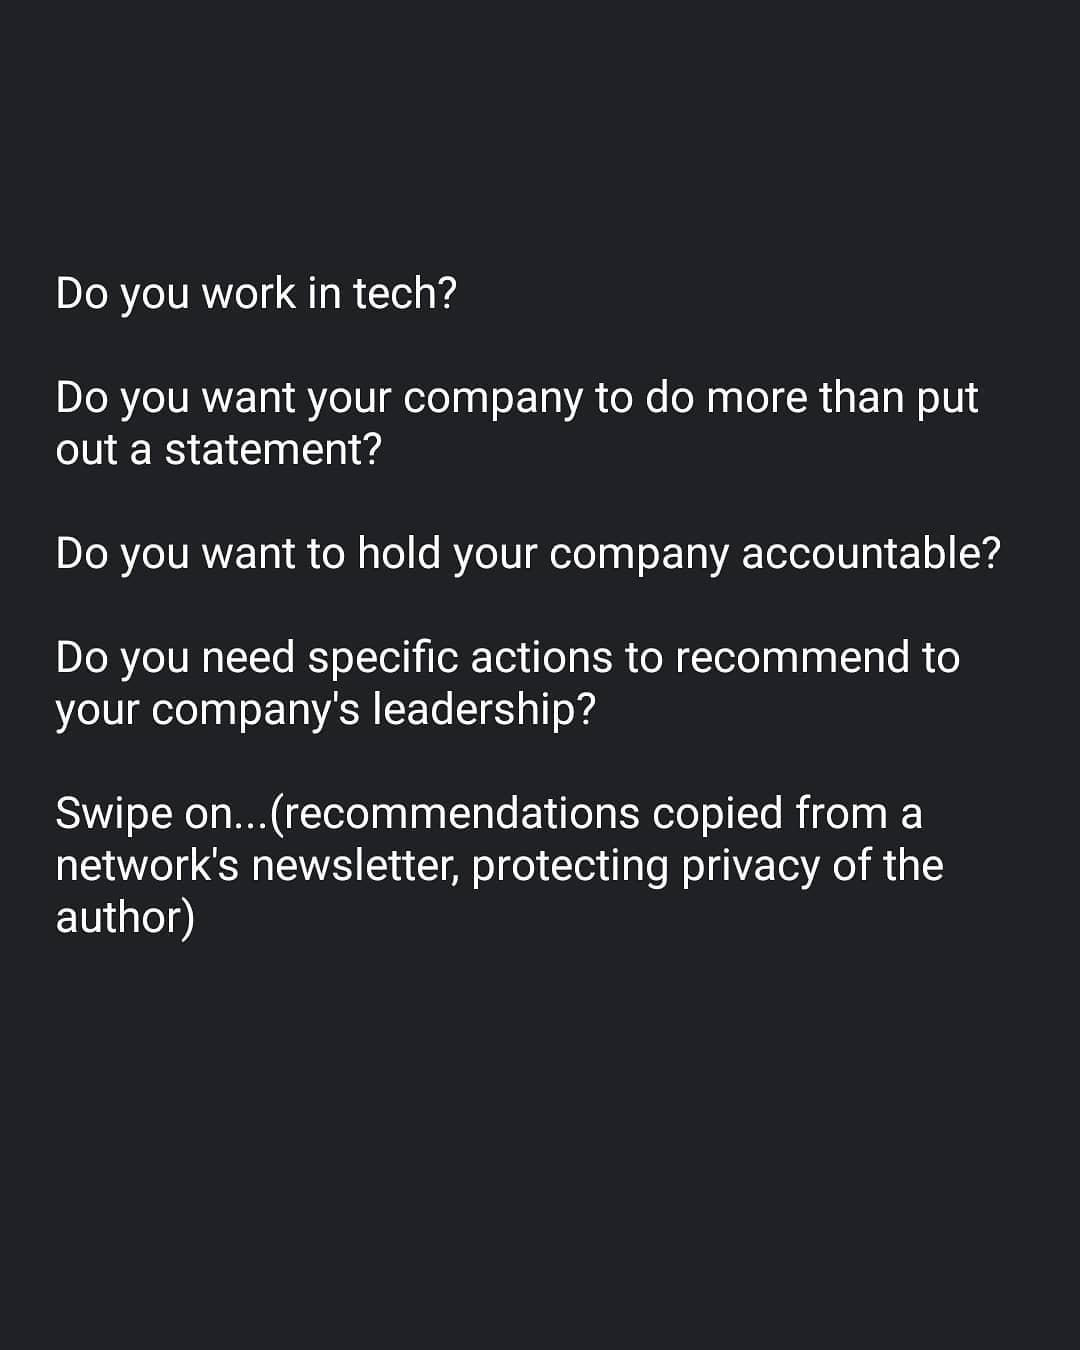 Do you work in tech?
Do you want your company to do more than put
out a statement?
Do you want to hold your company accountable?
Do you need specific actions to recommend to
your company's leadership?
Swipe on...(recommendations copied from a
network's newsletter, protecting privacy of the
author)